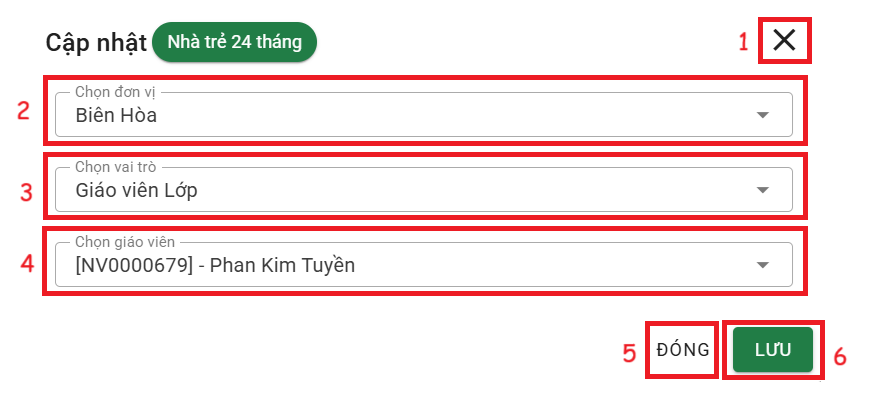 Cập nhật Nhà trẻ 24 tháng 1
Chọn đơn vị
2 Biên Hòa
Chọn vai trò
3 Giáo viên Lớp
Chọn giáo viên
4 [NV0000679] - Phan Kim Tuyền
5 ĐÓNG LƯU 6